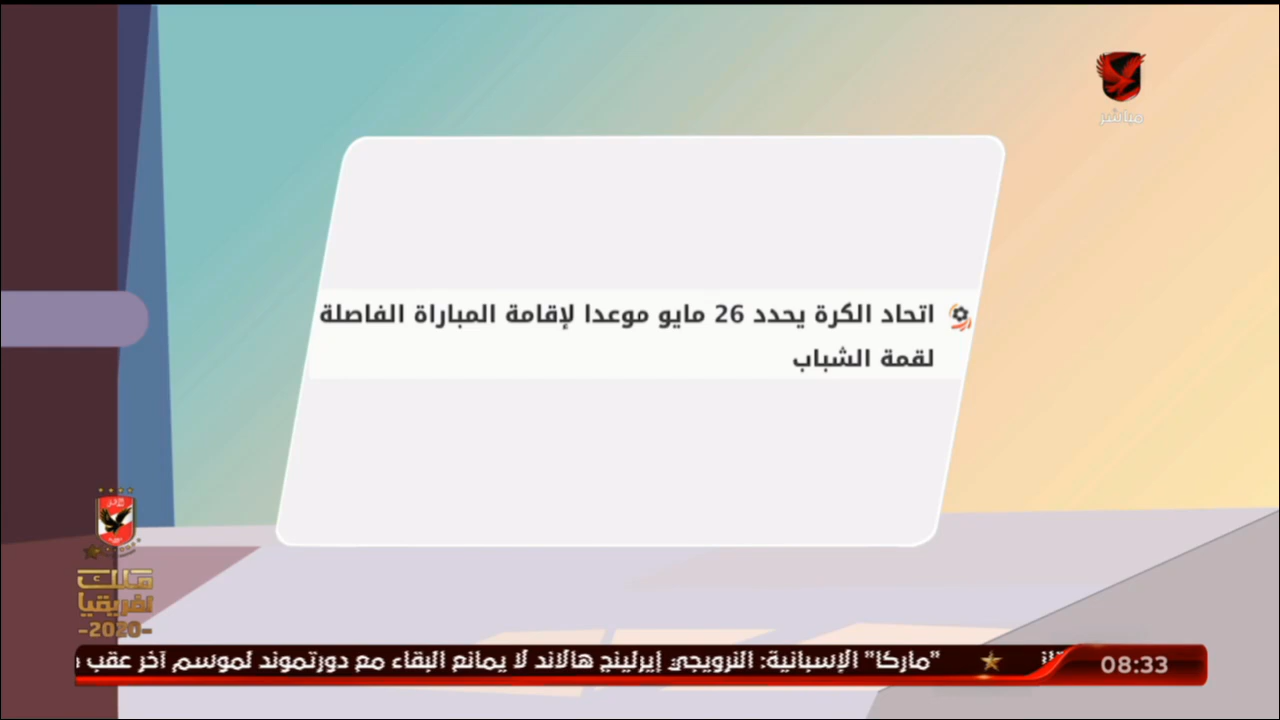 مباشر
اتحاد الكرة يحدد 26 مايو موعدا لإقامة المباراة الفاصلة
لقمة الشباب
ملك
افريقيا
-2020-
"ماركا" الإسبانية: النرويجي إيرلينج هالاند لا يمانع البقاء مع دورتموند لموسم آخر عقب
08:33